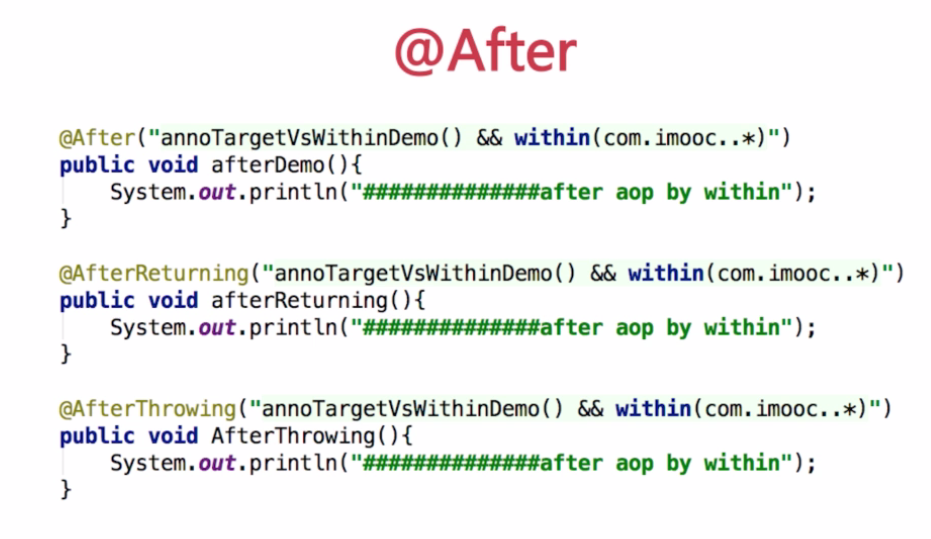 @After
@After("annoTargetVsWithinDemo() && within(com.imooc..*)")
public void afterDemo(){
    System.out.println("##############after aop by within");
}
@AfterReturning("annoTargetVsWithinDemo() && within(com.imooc..*)")
public void afterReturning(){
    System.out.println("##############after aop by within");
}
@AfterThrowing("annoTargetVsWithinDemo() && within(com.imooc..*)")
public void AfterThrowing(){
    System.out.println("##############after aop by within");
}